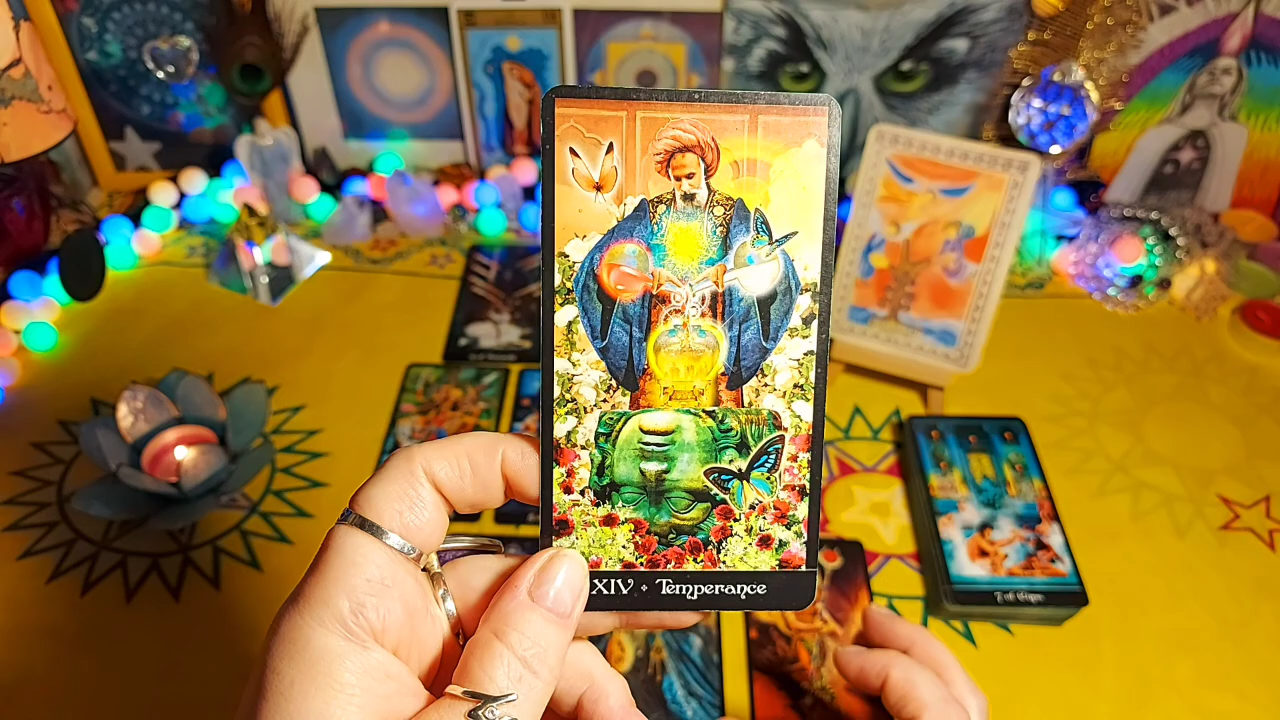 XIV ✧ Temperance
7 of Cups